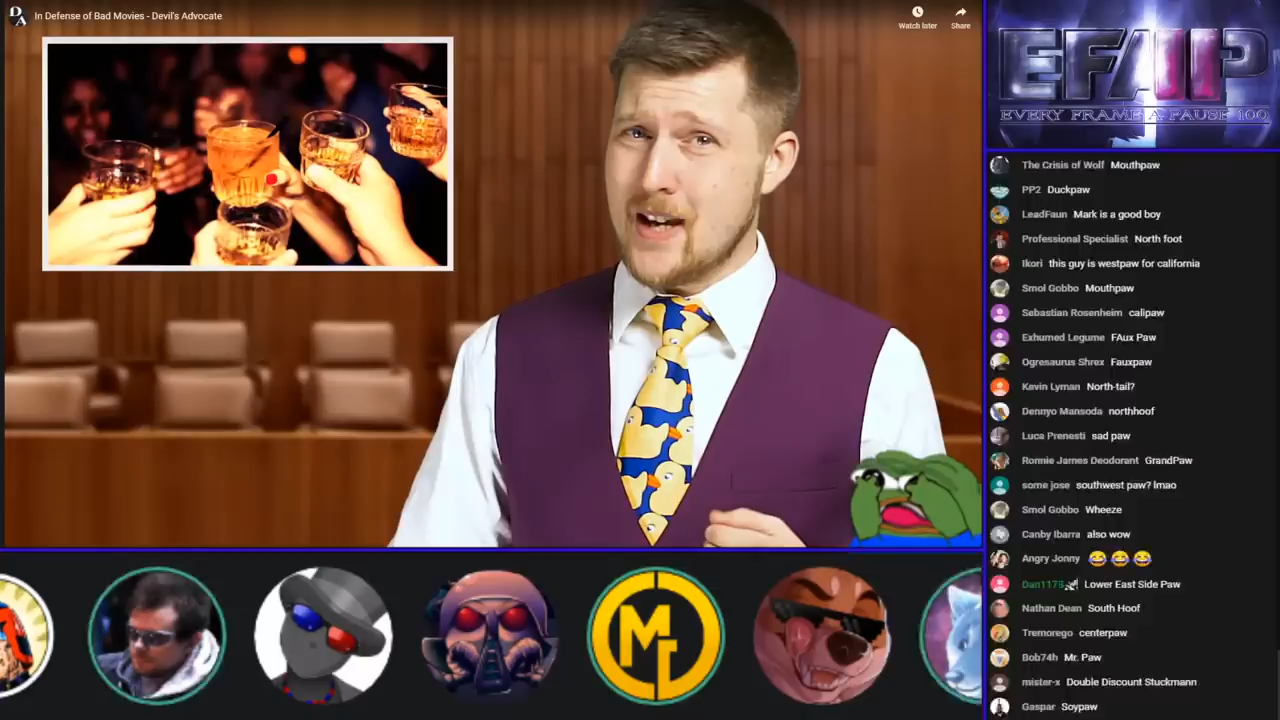 DA
In Defense of Bad Movies - Devil's Advocate
Watch later
Share
EFAP
EVERY FRAME A PAUSE 100
The Crisis of Wolf Mouthpaw
PP2 Duckpaw
LeadFaun Mark is a good boy
Professional Specialist North foot
Ikori this guy is westpaw for california
Smol Gobbo Mouthpaw
Sebastian Rosenheim calipaw
Exhumed Legume FAux Paw
Ogresaurus Shrex Fauxpaw
Kevin Lyman North-tail?
Dennyo Mansoda northhoof
Luca Prenesti sad paw
Ronnie James Deodorant GrandPaw
some jose southwest paw? lmao
Smol Gobbo Wheeze
Canby Ibarra also wow
Angry Jonny 😂😂😂
Dan1178 Lower East Side Paw
Nathan Dean South Hoof
Tremorego centerpaw
Bob74h Mr. Paw
mister-x Double Discount Stuckmann
Gaspar Soypaw